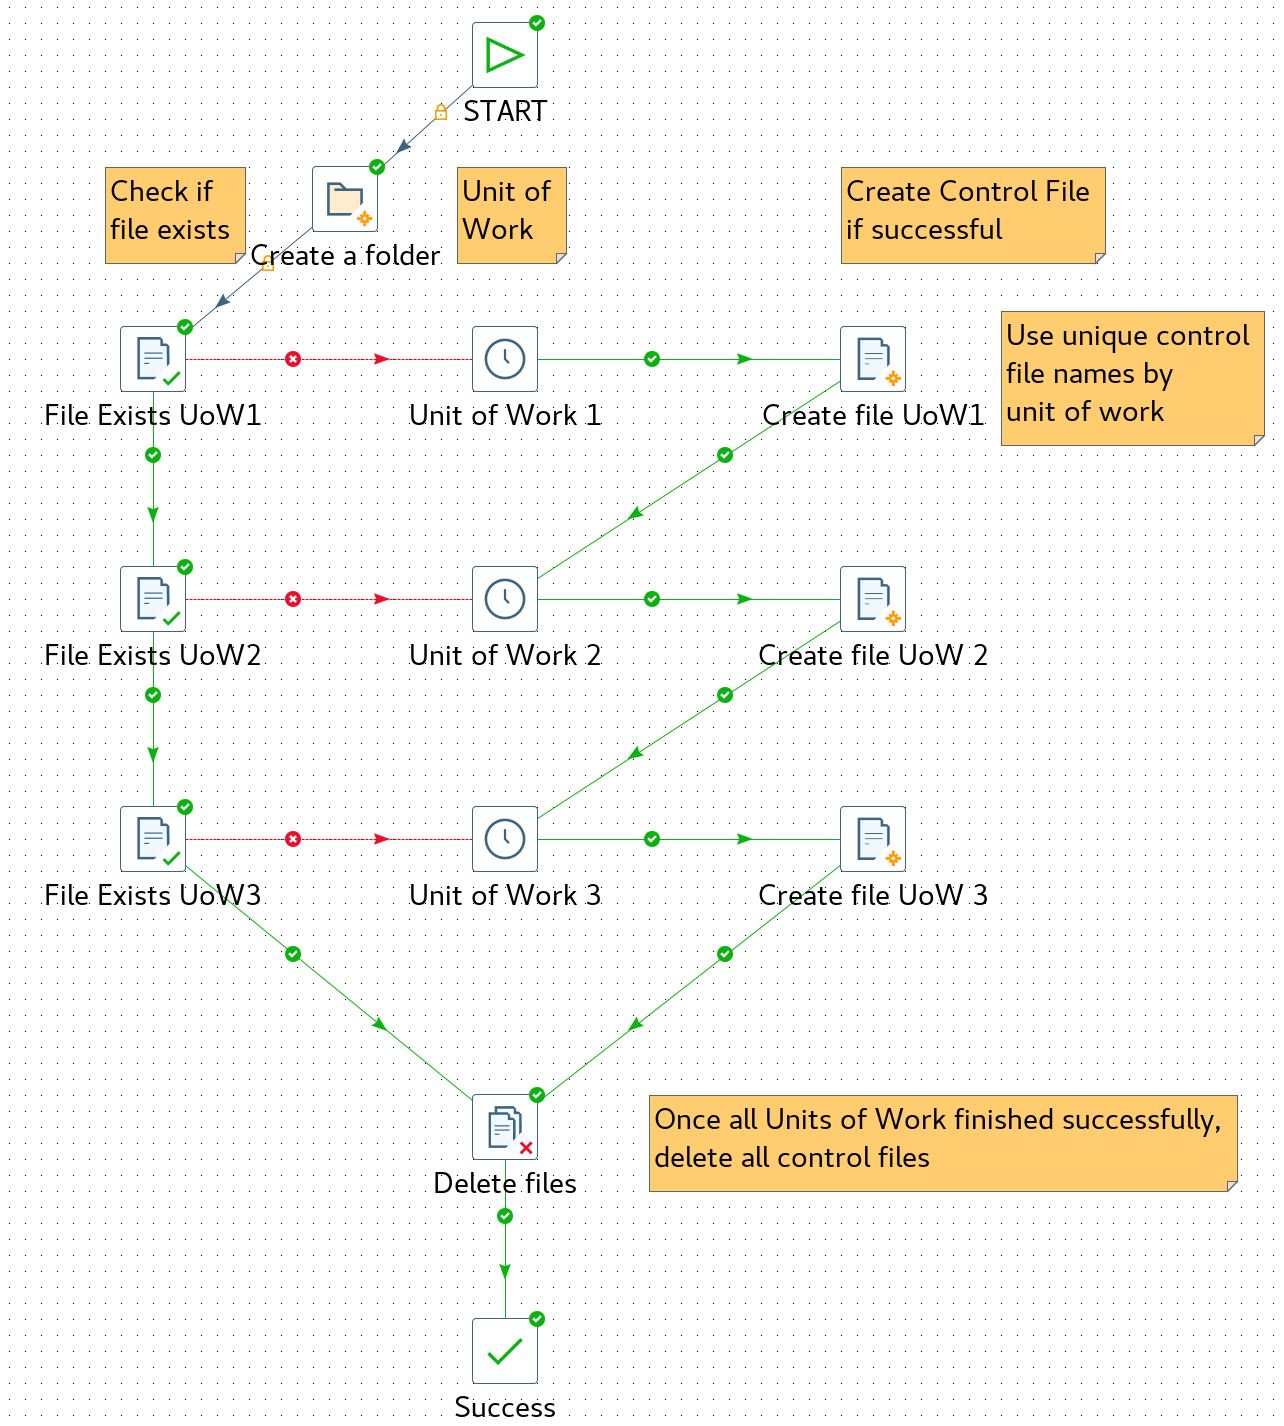 START
Check if
file exists
Unit of
Work
Create Control File
if successful
Create a folder
Use unique control
file names by
unit of work
File Exists UoW1
Unit of Work 1
Create file UoW1
File Exists UoW2
Unit of Work 2
Create file UoW 2
File Exists UoW3
Unit of Work 3
Create file UoW 3
Once all Units of Work finished successfully,
delete all control files
Delete files
Success